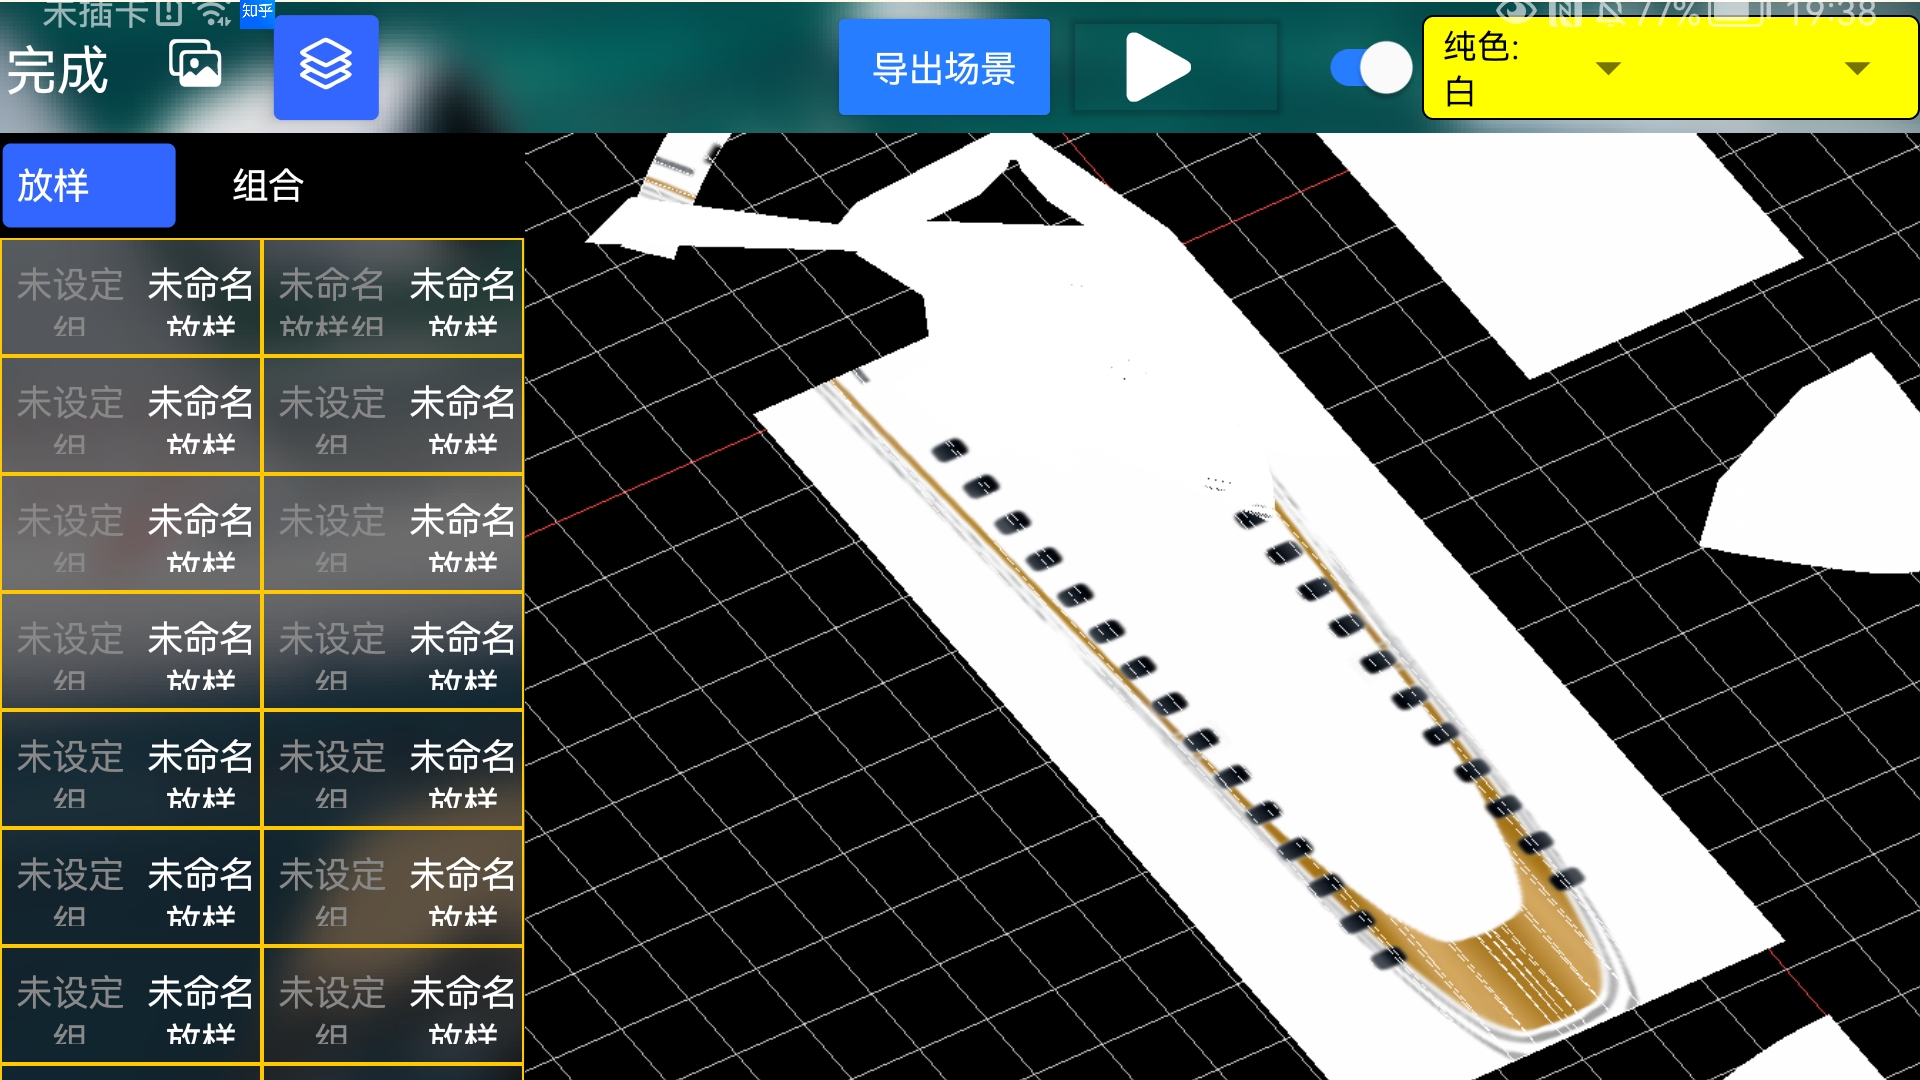 未插卡
知乎
77%
19:38
完成
导出场景
纯色:
白
放样
组合
未设定 未命名 未命名 未命名
组 放样 放样组 放样
未设定 未命名 未设定 未命名
组 放样 组 放样
未设定 未命名 未设定 未命名
组 放样 组 放样
未设定 未命名 未设定 未命名
组 放样 组 放样
未设定 未命名 未设定 未命名
组 放样 组 放样
未设定 未命名 未设定 未命名
组 放样 组 放样
未设定 未命名 未设定 未命名
组 放样 组 放样